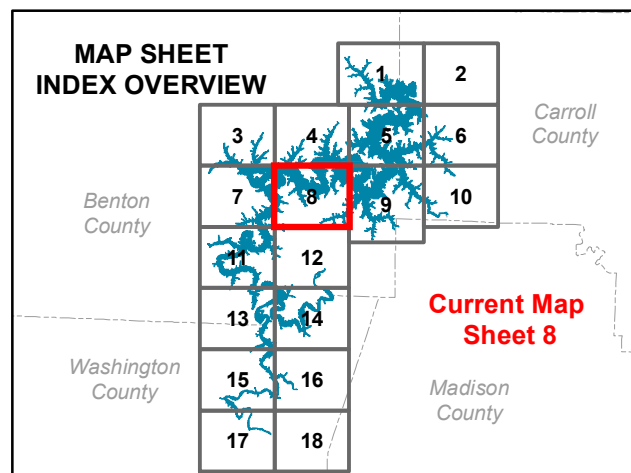 MAP SHEET
INDEX OVERVIEW
1
2
Carroll
County
3
4
5
6
Benton
County
7
8
9
10
11
12
Current Map
Sheet 8
13
14
Washington
County
15
16
Madison
County
17
18